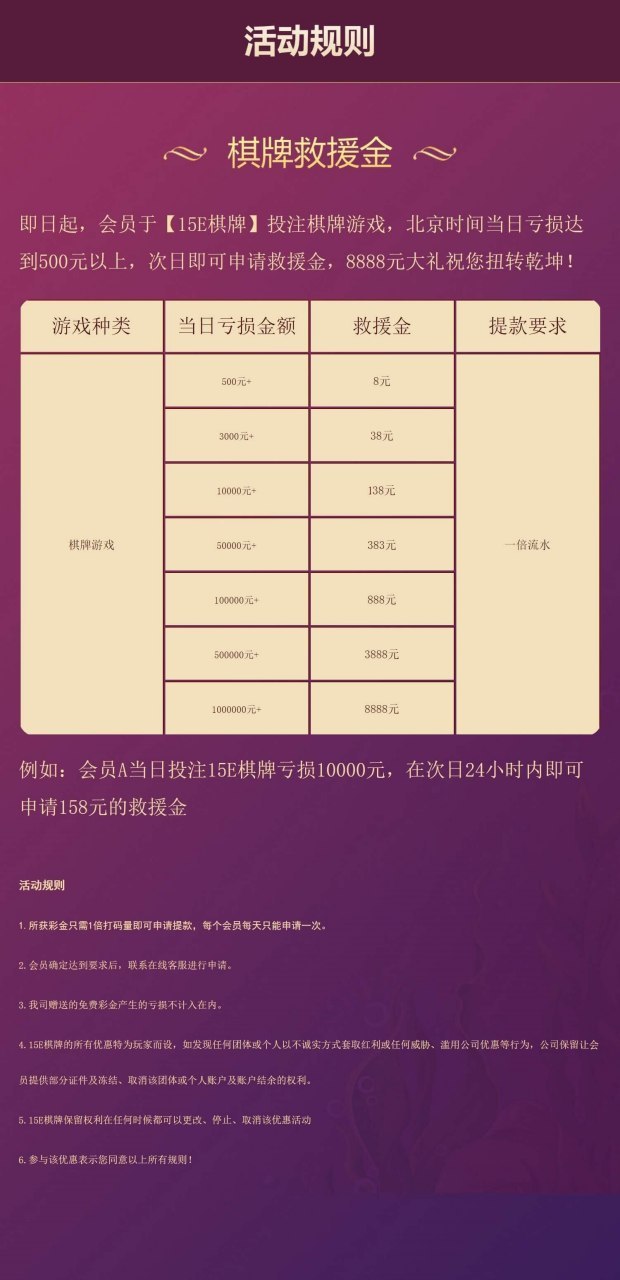 活动规则
棋牌救援金
即日起，会员于【15E棋牌】投注棋牌游戏，北京时间当日亏损达
到500元以上，次日即可申请救援金，8888元大礼祝您扭转乾坤！
游戏种类 当日亏损金额 救援金 提款要求
500元+ 8元
3000元+ 38元
10000元+ 138元
棋牌游戏 50000元+ 383元 一倍流水
100000元+ 888元
500000元+ 3888元
1000000元+ 8888元
例如：会员A当日投注15E棋牌亏损10000元，在次日24小时内即可
申请158元的救援金
活动规则
1.所获彩金只需1倍打码量即可申请提款，每个会员每天只能申请一次。
2.会员确定达到要求后，联系在线客服进行申请。
3.我司赠送的免费彩金产生的亏损不计入在内。
4.15E棋牌的所有优惠特为玩家而设，如发现任何团体或个人以不诚实方式套取红利或任何威胁、滥用公司优惠等行为，公司保留让会
员提供部分证件及冻结、取消该团体或个人账户及账户结余的权利。
5.15E棋牌保留权利在任何时候都可以更改、停止、取消该优惠活动
6.参与该优惠表示您同意以上所有规则！